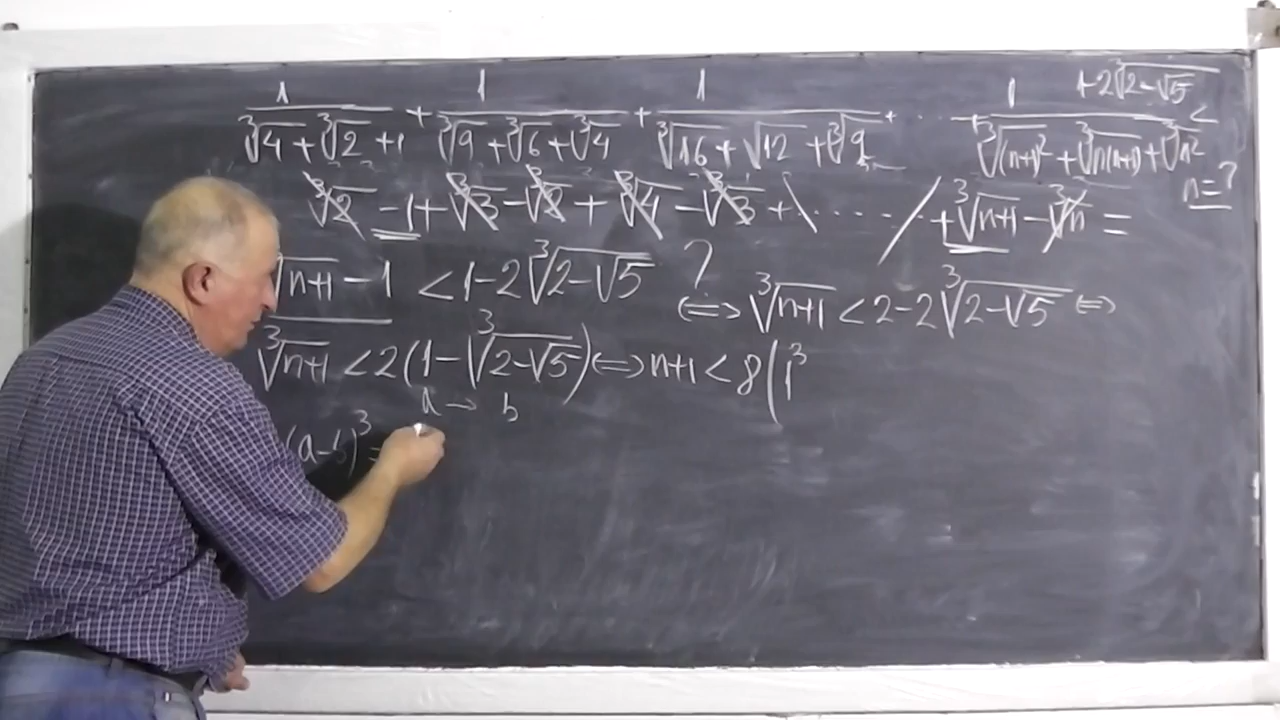 1/(∛4 + ∛2 + 1) + 1/(∛9 + ∛6 + ∛4) + 1/(∛16 + √12 + ∛9) + ... + 1/(∛(n+1)² + ∛n(n+1) + ∛n²) < 1-2∛(2-√5)
n=?
∛2 - 1 + ∛3 - ∛2 + ∛4 - ∛3 + \ ..... / + ∛(n+1) - ∛n =
√(n+1) - 1 < 1-2∛(2-√5) ?
⇔ ∛(n+1) < 2-2∛(2-√5) ⇔
∛(n+1) < 2(1-∛(2-√5)) ⇔ n+1 < 8(1³
a → b
(a-b)³ =